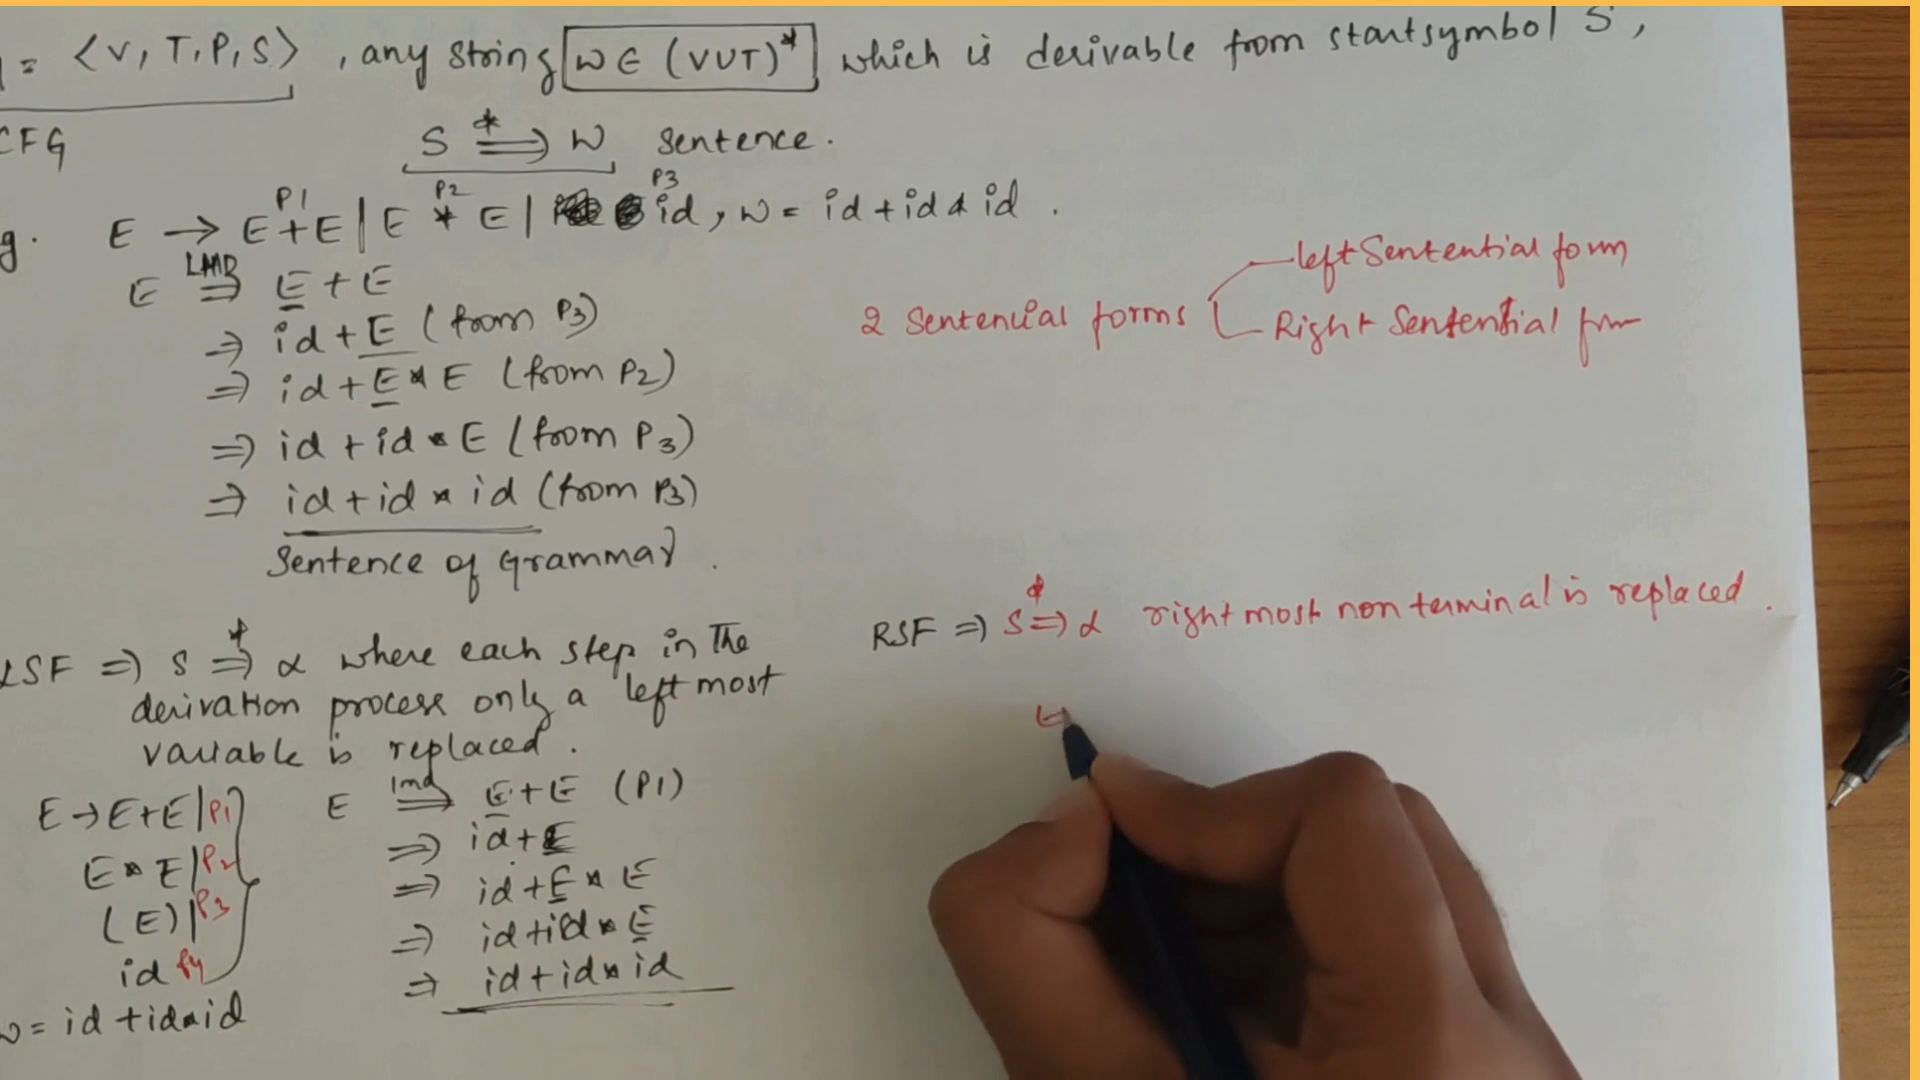 = <V, T, P, S> , any string w ∈ (VUT)* which is derivable from startsymbol S ,
CFG
S *⇒ W sentence .
P1 P2 P3
g. E → E+E | E * E | id , w = id + id * id .
E LMD⇒ E + E
⇒ id + E (from P3)
⇒ id + E * E (from P2)
⇒ id + id * E (from P3)
⇒ id + id * id (from P3)
Sentence of Grammar .
2 Sentencial forms
left Sentential form
Right Sentential
LSF ⇒ S *⇒ α where each step in the
derivation process only a left most
variable is replaced .
E → E+E | P1
E * E | P2
(E) | P3
id P4
w = id + id * id
E lmd⇒ E+E (P1)
⇒ id + E
⇒ id + E * E
⇒ id + id * E
⇒ id + id * id
RSF ⇒ S *⇒ α right most non terminal is replaced .